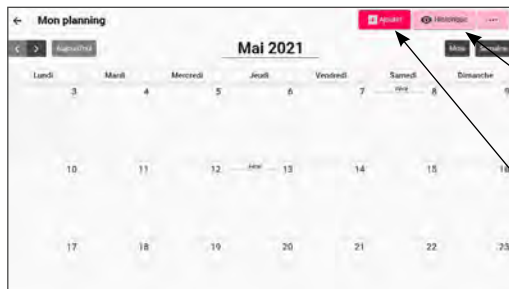 ← Mon planning Ajouter Historique ...
< > Aujourd'hui Mai 2021 Mois Semaine
Lundi Mardi Mercredi Jeudi Vendredi Samedi Dimanche
3 4 5 6 7 Férié 8 9
10 11 12 Férié 13 14 15 16
17 18 19 20 21 22 23